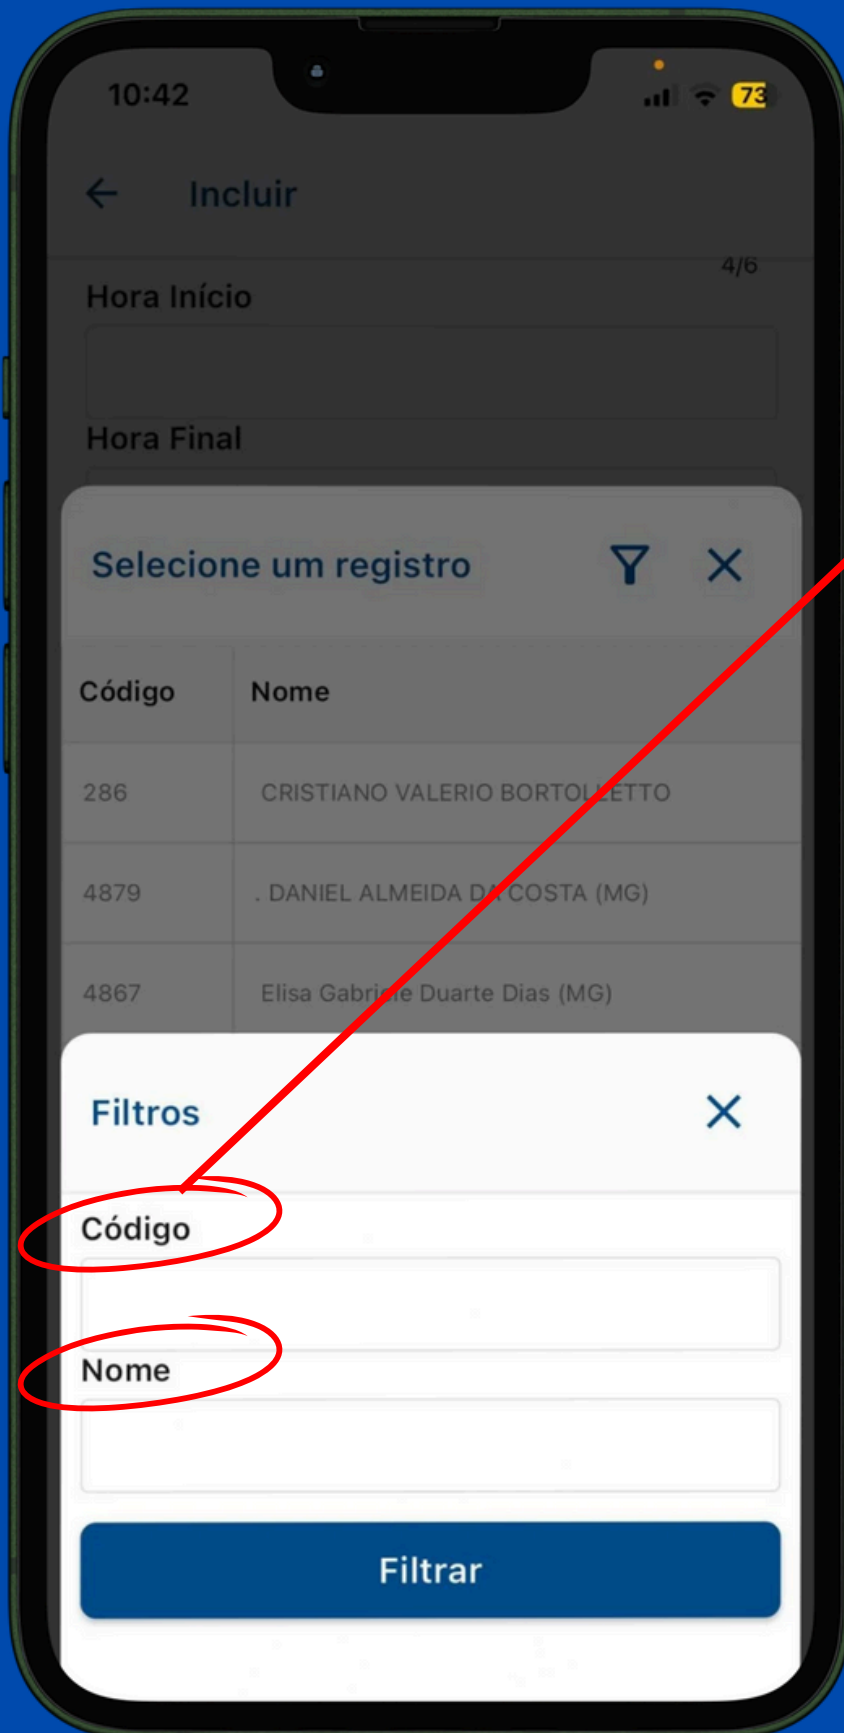 10:42
73
Incluir
4/6
Hora Início
Hora Final
Selecione um registro
Código Nome
286 CRISTIANO VALERIO BORTOLLETTO
4879 . DANIEL ALMEIDA DA COSTA (MG)
4867 Elisa Gabriele Duarte Dias (MG)
Filtros
Código
Nome
Filtrar